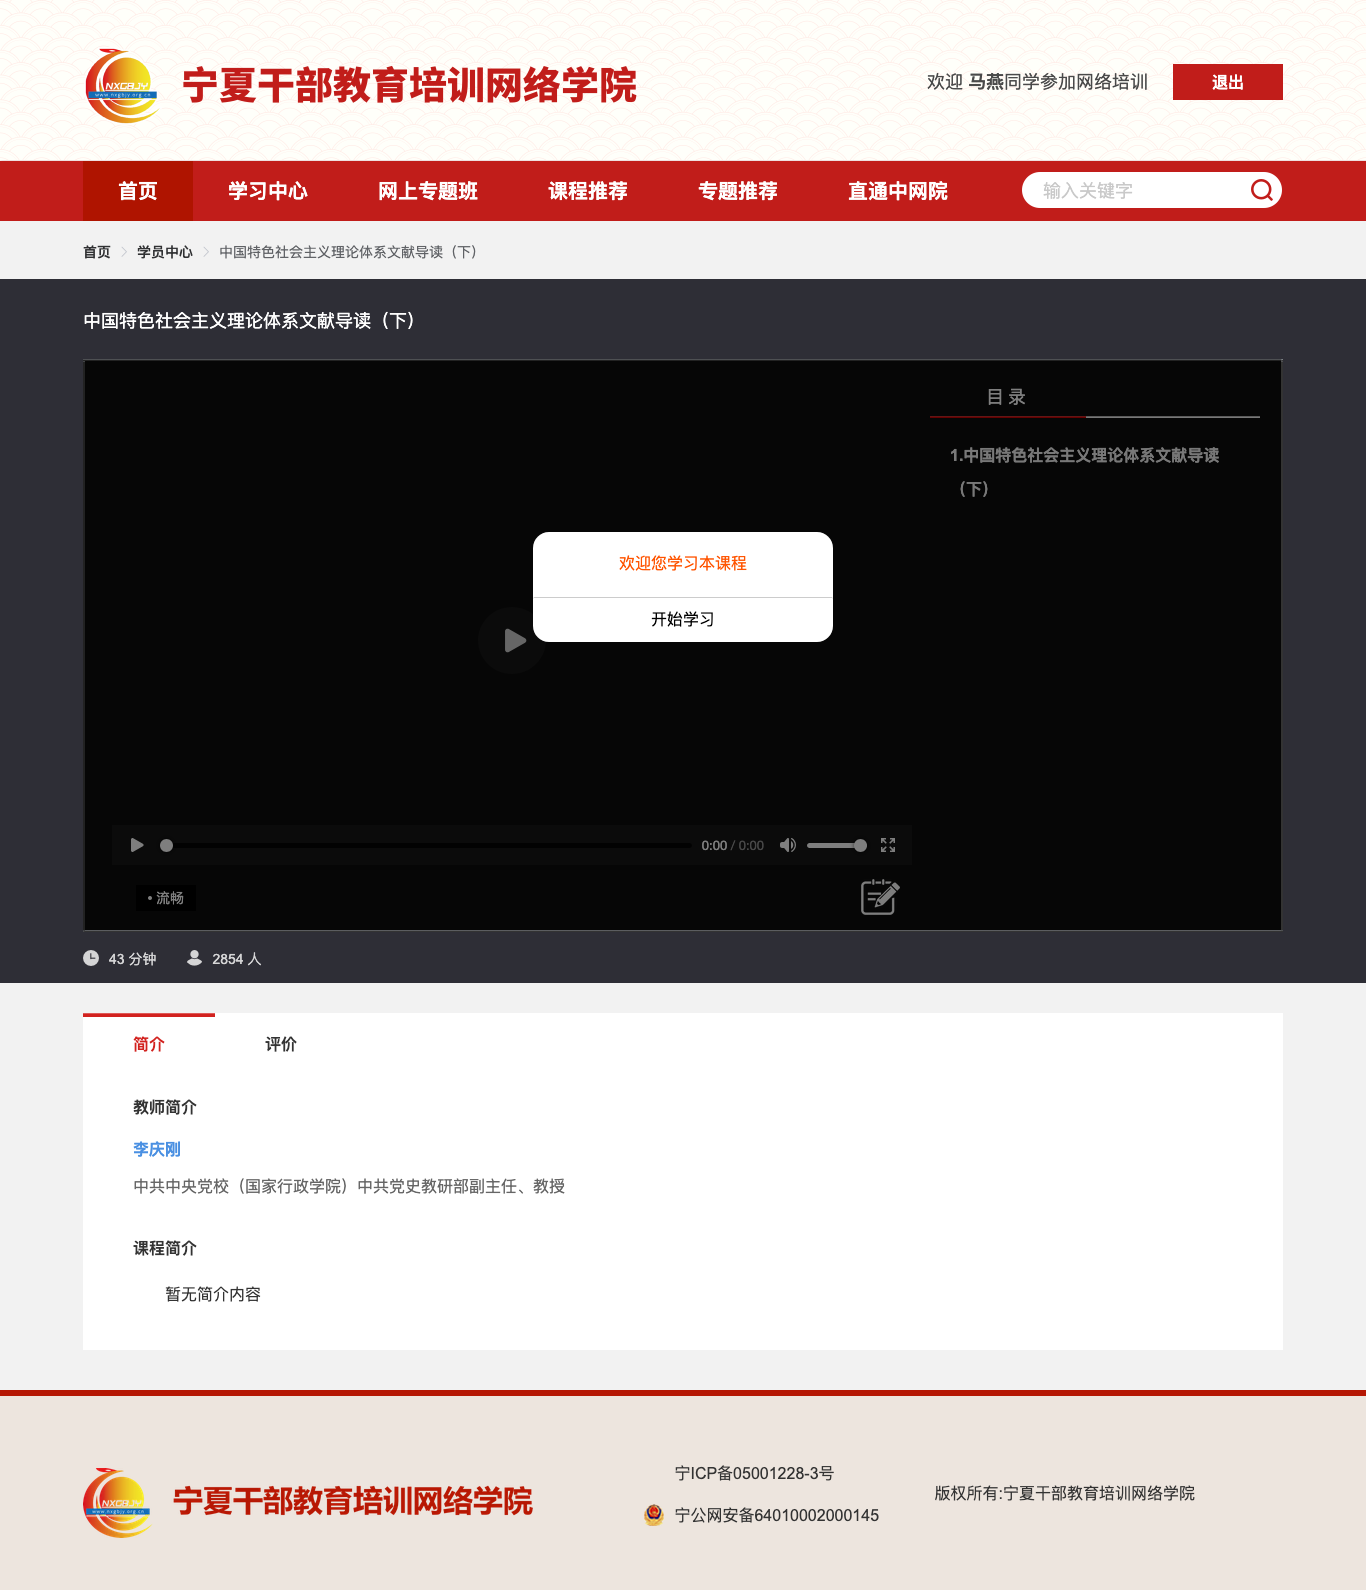 NXGBJY
www.nxgbjy.org.cn
宁夏干部教育培训网络学院
欢迎 马燕同学参加网络培训
退出
首页 学习中心 网上专题班 课程推荐 专题推荐 直通中网院 输入关键字
首页 > 学员中心 > 中国特色社会主义理论体系文献导读（下）
中国特色社会主义理论体系文献导读（下）
目 录
1.中国特色社会主义理论体系文献导读
（下）
欢迎您学习本课程
开始学习
0:00 / 0:00
• 流畅
43 分钟 2854 人
简介 评价
教师简介
李庆刚
中共中央党校（国家行政学院）中共党史教研部副主任、教授
课程简介
暂无简介内容
NXGBJY
www.nxgbjy.org.cn
宁夏干部教育培训网络学院
宁ICP备05001228-3号
宁公网安备64010002000145
版权所有:宁夏干部教育培训网络学院